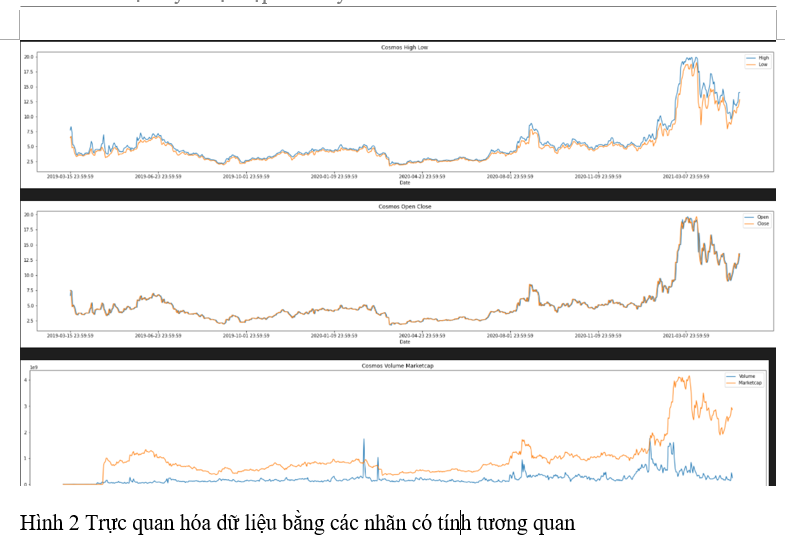 Cosmos High Low
High
Low
20.0
17.5
15.0
12.5
10.0
7.5
5.0
2.5
2019-03-15 23:59:59 2019-06-23 23:59:59 2019-10-01 23:59:59 2020-01-09 23:59:59 2020-04-23 23:59:59 2020-08-01 23:59:59 2020-11-09 23:59:59 2021-03-07 23:59:59
Date
Cosmos Open Close
Open
Close
20.0
17.5
15.0
12.5
10.0
7.5
5.0
2.5
2019-03-15 23:59:59 2019-06-23 23:59:59 2019-10-01 23:59:59 2020-01-09 23:59:59 2020-04-23 23:59:59 2020-08-01 23:59:59 2020-11-09 23:59:59 2021-03-07 23:59:59
Date
Cosmos Volume Marketcap
1e9
Volume
Marketcap
4
3
2
1
0
Hình 2 Trực quan hóa dữ liệu bằng các nhãn có tính tương quan